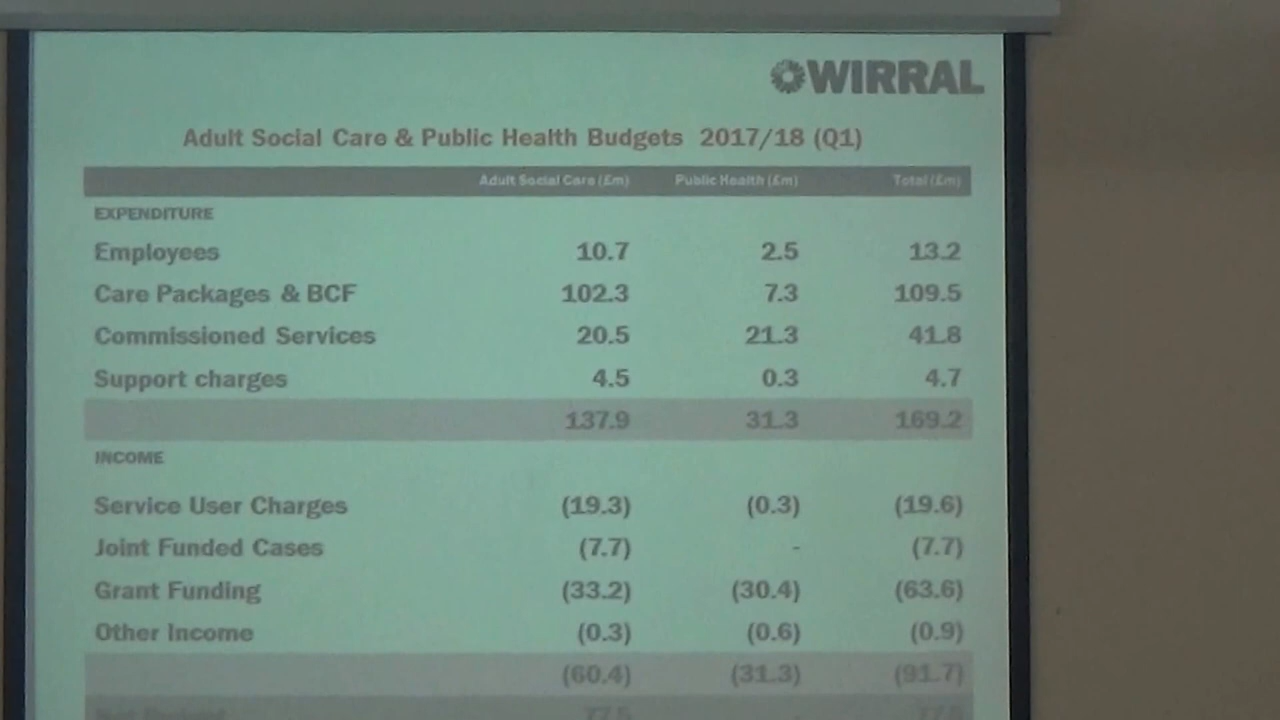 WIRRAL
Adult Social Care & Public Health Budgets 2017/18 (Q1)
Adult Social Care (£m) Public Health (£m) Total (£m)
EXPENDITURE
Employees 10.7 2.5 13.2
Care Packages & BCF 102.3 7.3 109.5
Commissioned Services 20.5 21.3 41.8
Support charges 4.5 0.3 4.7
137.9 31.3 169.2
INCOME
Service User Charges (19.3) (0.3) (19.6)
Joint Funded Cases (7.7) - (7.7)
Grant Funding (33.2) (30.4) (63.6)
Other Income (0.3) (0.6) (0.9)
(60.4) (31.3) (91.7)